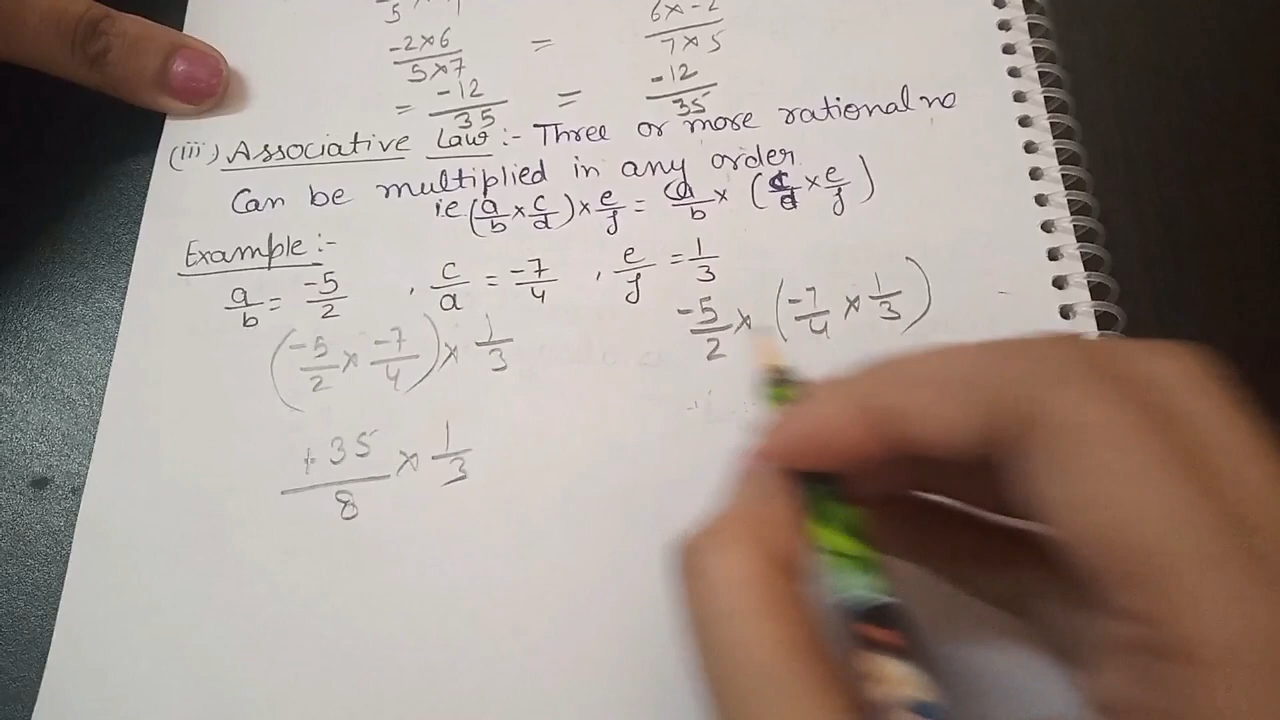 5
-2×6/5×7 = 6×-2/7×5
= -12/35 = -12/35
(iii) Associative Law :- Three or more rational no
Can be multiplied in any order
i.e (a/b × c/d) × e/f = a/b × (c/d × e/f)
Example :-
a/b = -5/2 , c/d = -7/4 , e/f = 1/3
(-5/2 × -7/4) × 1/3 -5/2 × (-7/4 × 1/3)
+35/8 × 1/3